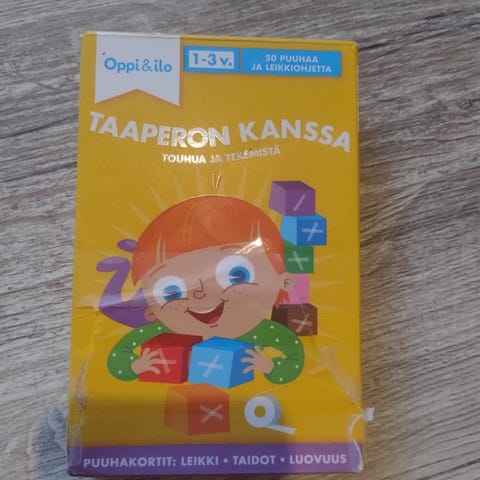 Oppi&ilo
1-3 v.
50 PUUHAA
JA LEIKKIOHJETTA
TAAPERON KANSSA
TOUHUA JA TEKEMISTÄ
PUUHAKORTIT: LEIKKI • TAIDOT • LUOVUUS